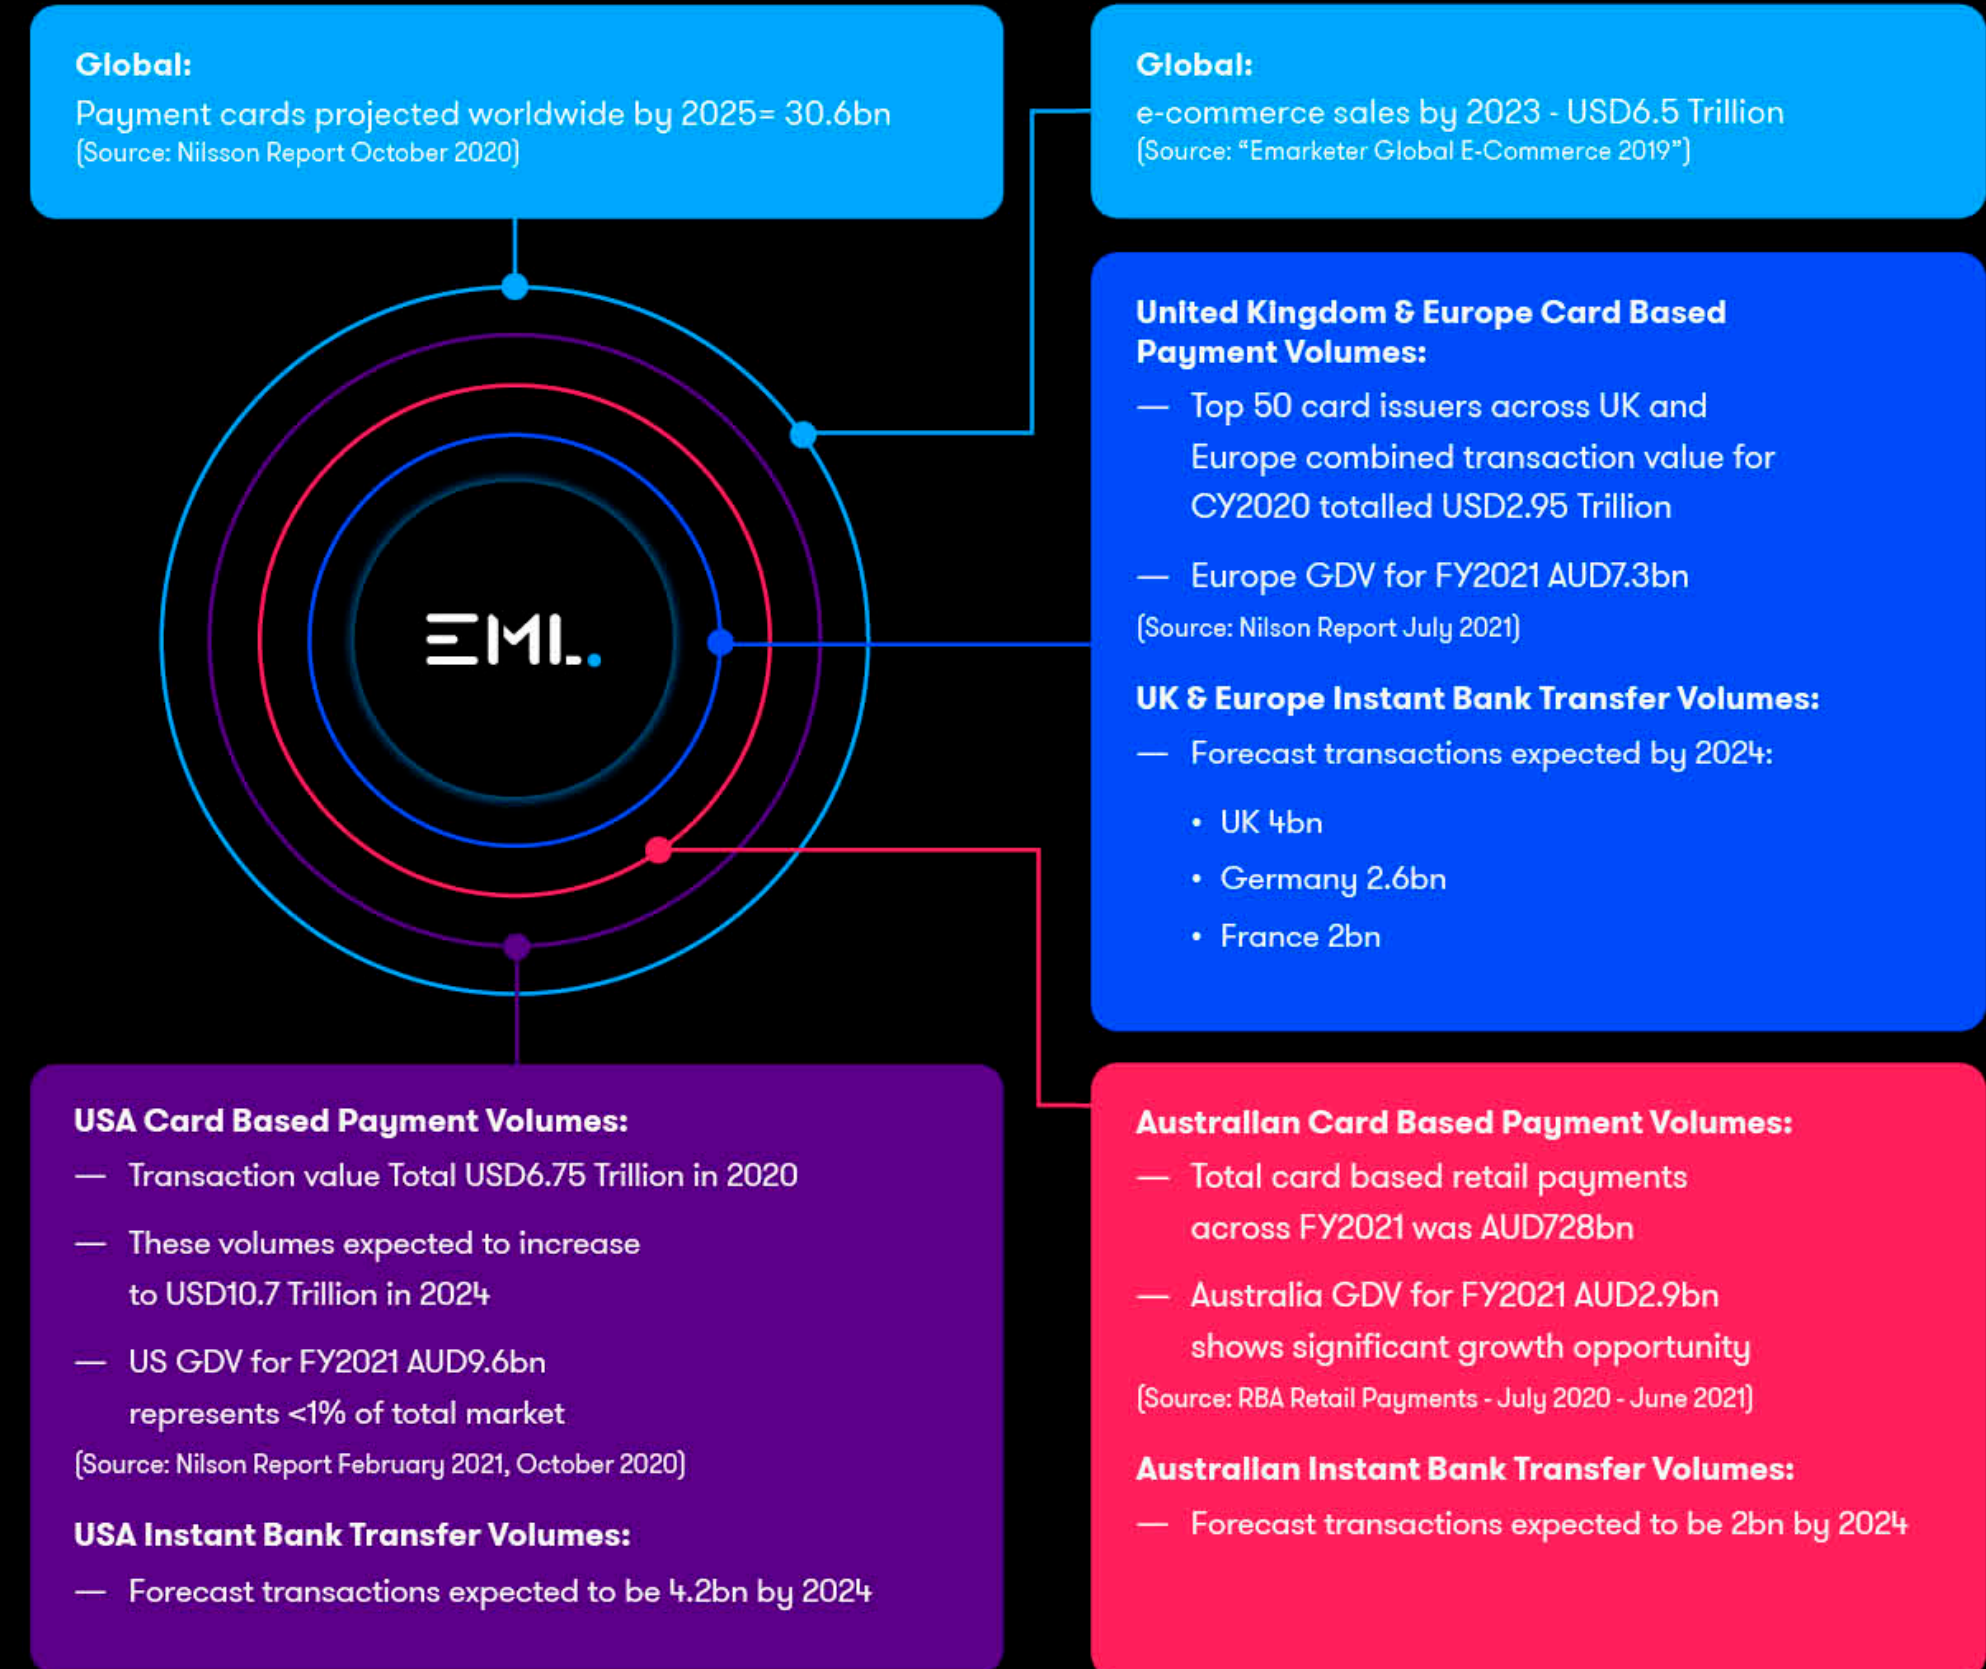 Global:
Payment cards projected worldwide by 2025= 30.6bn
(Source: Nilsson Report October 2020)
Global:
e-commerce sales by 2023 - USD6.5 Trillion
(Source: “Emarketer Global E-Commerce 2019”)
United Kingdom & Europe Card Based
Payment Volumes:
— Top 50 card issuers across UK and
Europe combined transaction value for
CY2020 totalled USD2.95 Trillion
— Europe GDV for FY2021 AUD7.3bn
(Source: Nilson Report July 2021)
UK & Europe Instant Bank Transfer Volumes:
— Forecast transactions expected by 2024:
• UK 4bn
• Germany 2.6bn
• France 2bn
EML.
USA Card Based Payment Volumes:
— Transaction value Total USD6.75 Trillion in 2020
— These volumes expected to increase
to USD10.7 Trillion in 2024
— US GDV for FY2021 AUD9.6bn
represents <1% of total market
(Source: Nilson Report February 2021, October 2020)
USA Instant Bank Transfer Volumes:
— Forecast transactions expected to be 4.2bn by 2024
Australian Card Based Payment Volumes:
— Total card based retail payments
across FY2021 was AUD728bn
— Australia GDV for FY2021 AUD2.9bn
shows significant growth opportunity
(Source: RBA Retail Payments - July 2020 - June 2021)
Australian Instant Bank Transfer Volumes:
— Forecast transactions expected to be 2bn by 2024